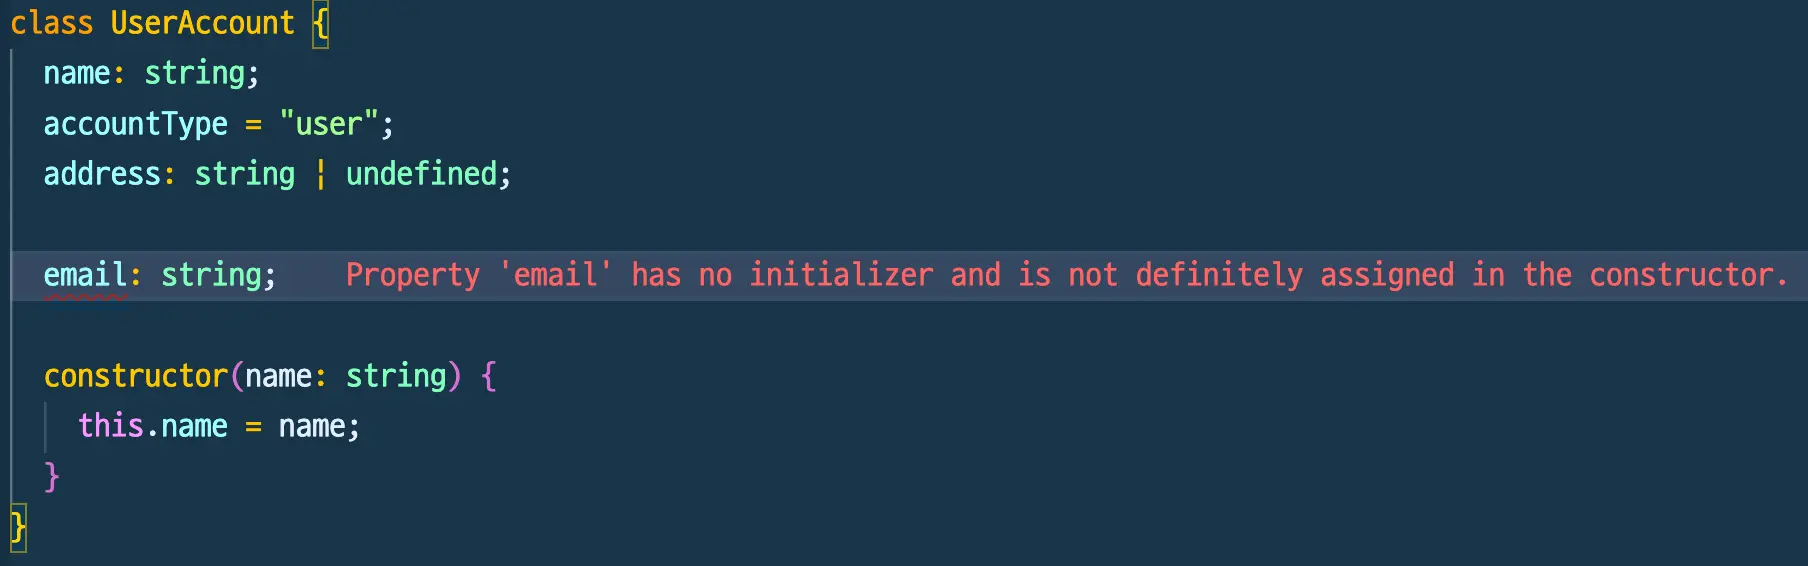 class UserAccount {
name: string;
accountType = "user";
address: string | undefined;
email: string; Property 'email' has no initializer and is not definitely assigned in the constructor.
constructor(name: string) {
this.name = name;
}
}